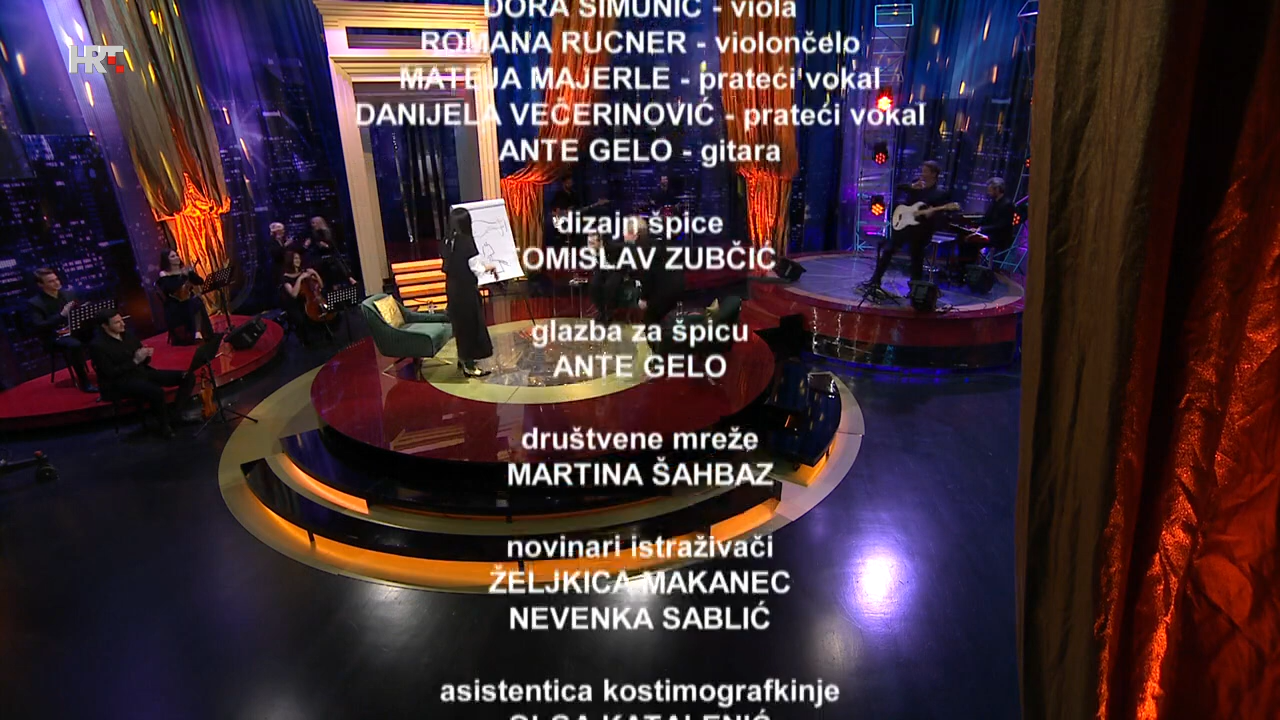 HRT
DORA ŠIMUNIĆ - viola
ROMANA RUCNER - violončelo
MATEJA MAJERLE - prateći vokal
DANIJELA VEČERINOVIĆ - prateći vokal
ANTE GELO - gitara
dizajn špice
TOMISLAV ZUBČIĆ
glazba za špicu
ANTE GELO
društvene mreže
MARTINA ŠAHBAZ
novinari istraživači
ŽELJKICA MAKANEC
NEVENKA SABLIĆ
asistentica kostimografkinje
OLGA KATALENIĆ